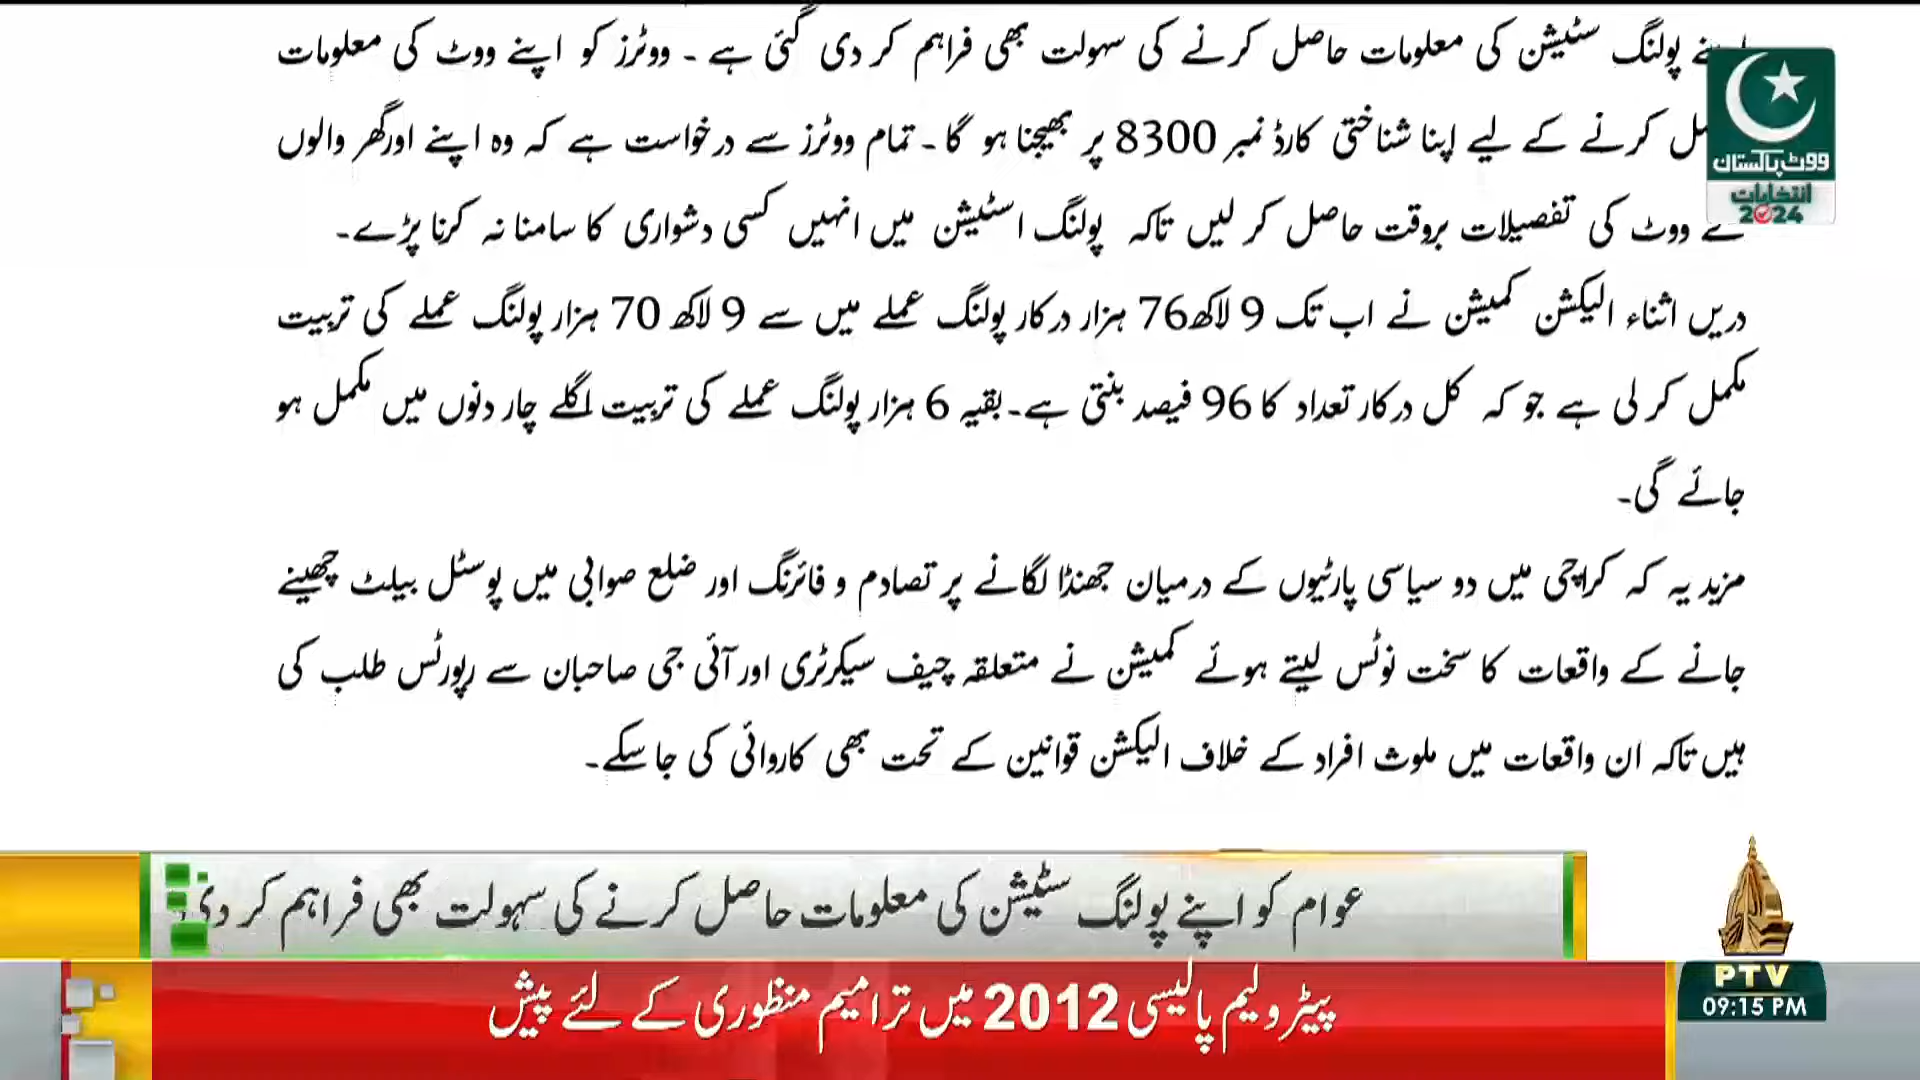 پولنگ سٹیشن کی معلومات حاصل کرنے کی سہولت بھی فراہم کر دی گئی ہے ۔ ووٹرز کو اپنے ووٹ کی معلومات
کرنے کے لیے اپنا شناختی کارڈ نمبر 8300 پر بھیجنا ہو گا ۔ تمام ووٹرز سے درخواست ہے کہ وہ اپنے اورگھر والوں
ووٹ کی تفصیلات بروقت حاصل کر لیں تاکہ پولنگ اسٹیشن میں انہیں کسی دشواری کا سامنا نہ کرنا پڑے۔
دریں اثناء الیکشن کمیشن نے اب تک 9 لاکھ76 ہزار درکار پولنگ عملے میں سے 9 لاکھ 70 ہزار پولنگ عملے کی تربیت
مکمل کر لی ہے جو کہ کل درکار تعداد کا 96 فیصد بنتی ہے۔ بقیہ 6 ہزار پولنگ عملے کی تربیت اگلے چار دنوں میں مکمل ہو
جائے گی۔
مزید یہ کہ کراچی میں دو سیاسی پارٹیوں کے درمیان جھنڈا لگانے پر تصادم و فائرنگ اور ضلع صوابی میں پوسٹل بیلٹ چھینے
جانے کے واقعات کا سخت نوٹس لیتے ہوئے کمیشن نے متعلقہ چیف سیکرٹری اور آئی جی صاحبان سے رپورٹس طلب کی
ہیں تاکہ ان واقعات میں ملوث افراد کے خلاف الیکشن قوانین کے تحت بھی کاروائی کی جا سکے۔
ووٹ پاکستان
انتخابات
2024
عوام کو اپنے پولنگ سٹیشن کی معلومات حاصل کرنے کی سہولت بھی فراہم کر دی
پیٹرولیم پالیسی 2012 میں ترامیم منظوری کے لئے پیش
PTV
09:15 PM